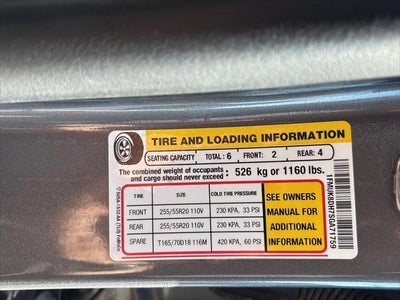 TIRE AND LOADING INFORMATION
SEATING CAPACITY TOTAL: 6 FRONT: 2 REAR: 4
The combined weight of occupants and cargo should never exceed : 526 kg or 1160 lbs.
TIRE SIZE COLD TIRE PRESSURE
FRONT 255/55R20 110V 230 KPA, 33 PSI
REAR 255/55R20 110V 230 KPA, 33 PSI
SPARE T165/70D18 116M 420 KPA, 60 PSI
SEE OWNERS
MANUAL FOR
ADDITIONAL
INFORMATION